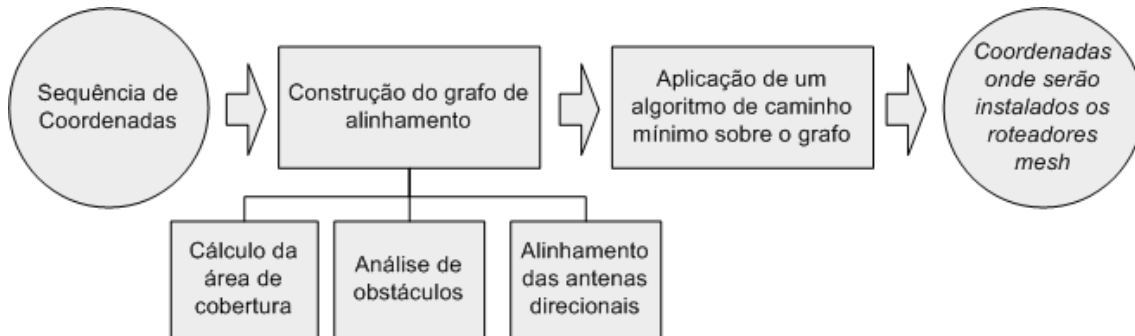 Sequência de
Coordenadas
Construção do grafo de
alinhamento
Aplicação de um
algoritmo de caminho
mínimo sobre o grafo
Coordenadas
onde serão
instalados os
roteadores
mesh
Cálculo da
área de
cobertura
Análise de
obstáculos
Alinhamento
das antenas
direcionais